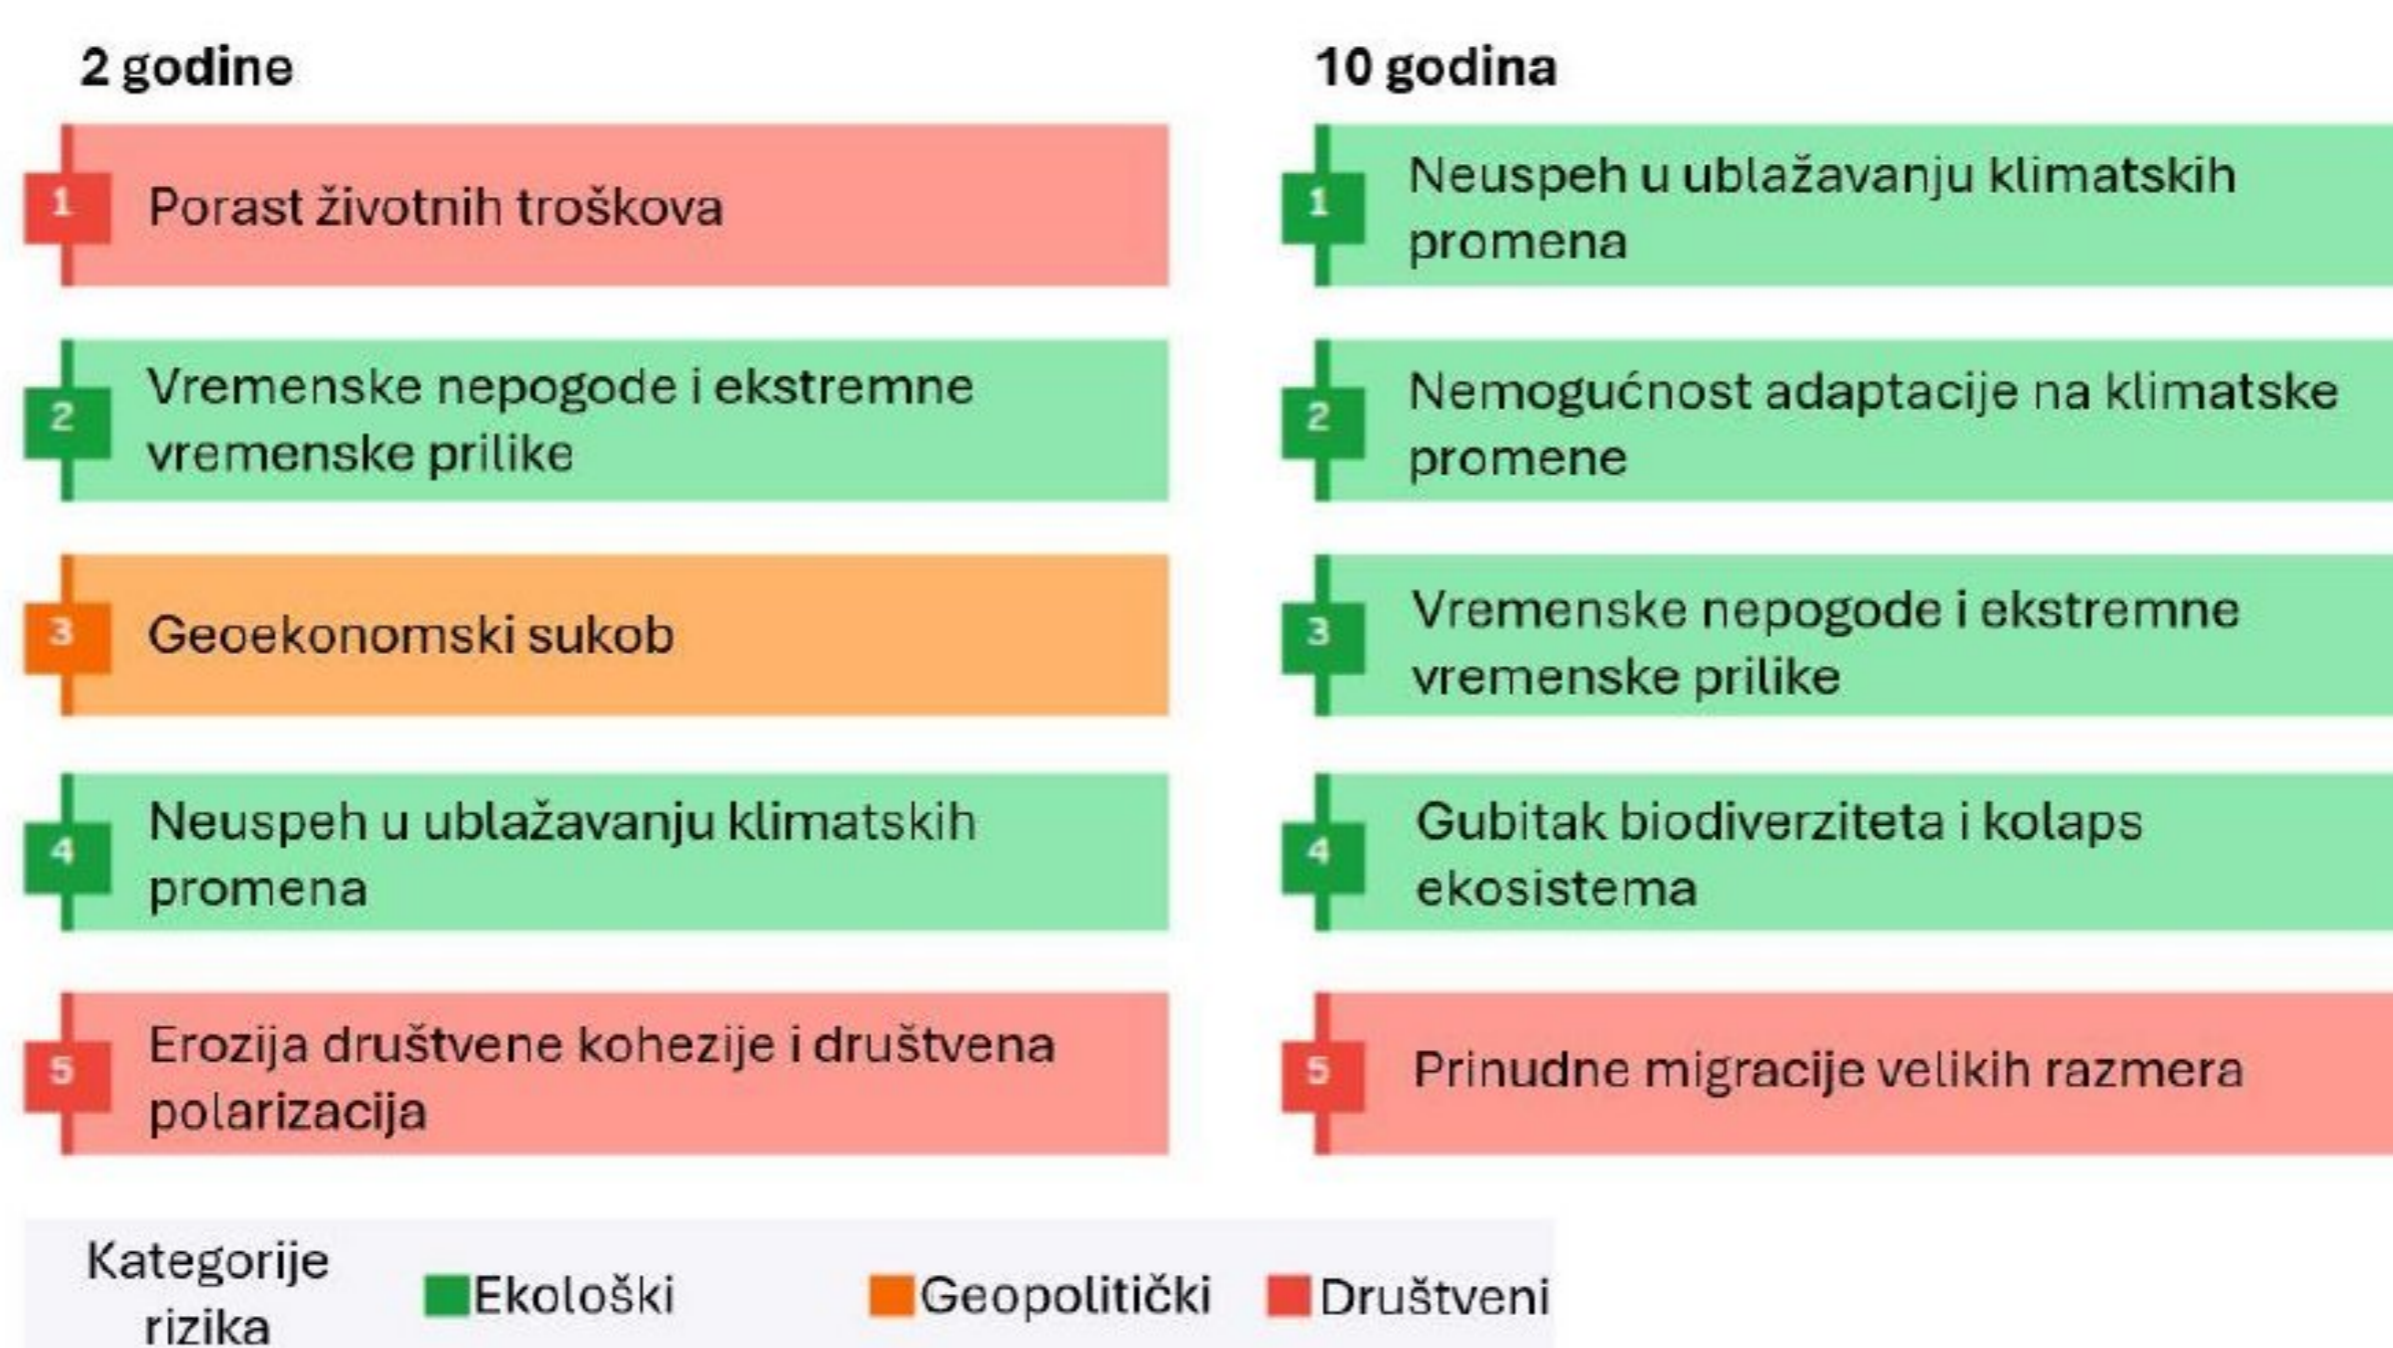 2 godine
1
Porast životnih troškova
2
Vremenske nepogode i ekstremne
vremenske prilike
3
Geoekonomski sukob
4
Neuspeh u ublažavanju klimatskih
promena
5
Erozija društvene kohezije i društvena
polarizacija
10 godina
1
Neuspeh u ublažavanju klimatskih
promena
2
Nemogućnost adaptacije na klimatske
promene
3
Vremenske nepogode i ekstremne
vremenske prilike
4
Gubitak biodiverziteta i kolaps
ekosistema
5
Prinudne migracije velikih razmera
Kategorije
rizika
Ekološki
Geopolitički
Društveni